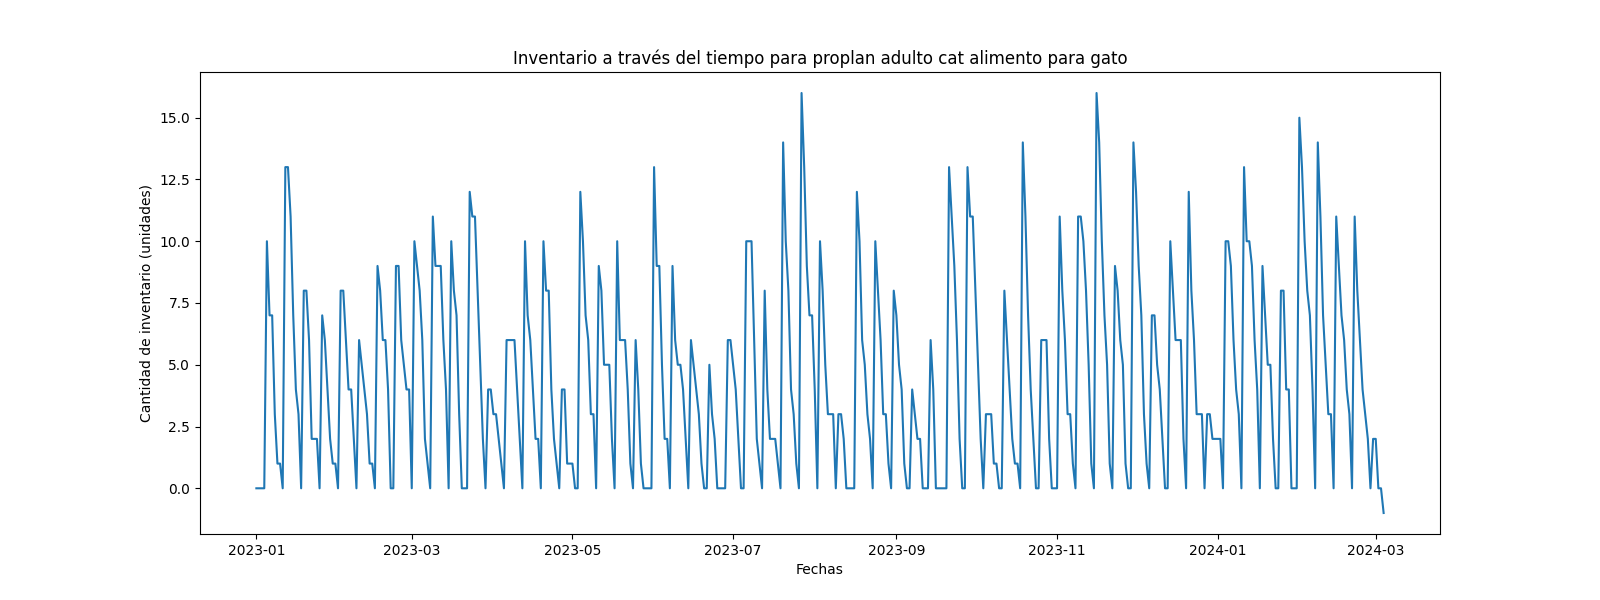 Inventario a través del tiempo para proplan adulto cat alimento para gato
Cantidad de inventario (unidades)
15.0
12.5
10.0
7.5
5.0
2.5
0.0
2023-01 2023-03 2023-05 2023-07 2023-09 2023-11 2024-01 2024-03
Fechas